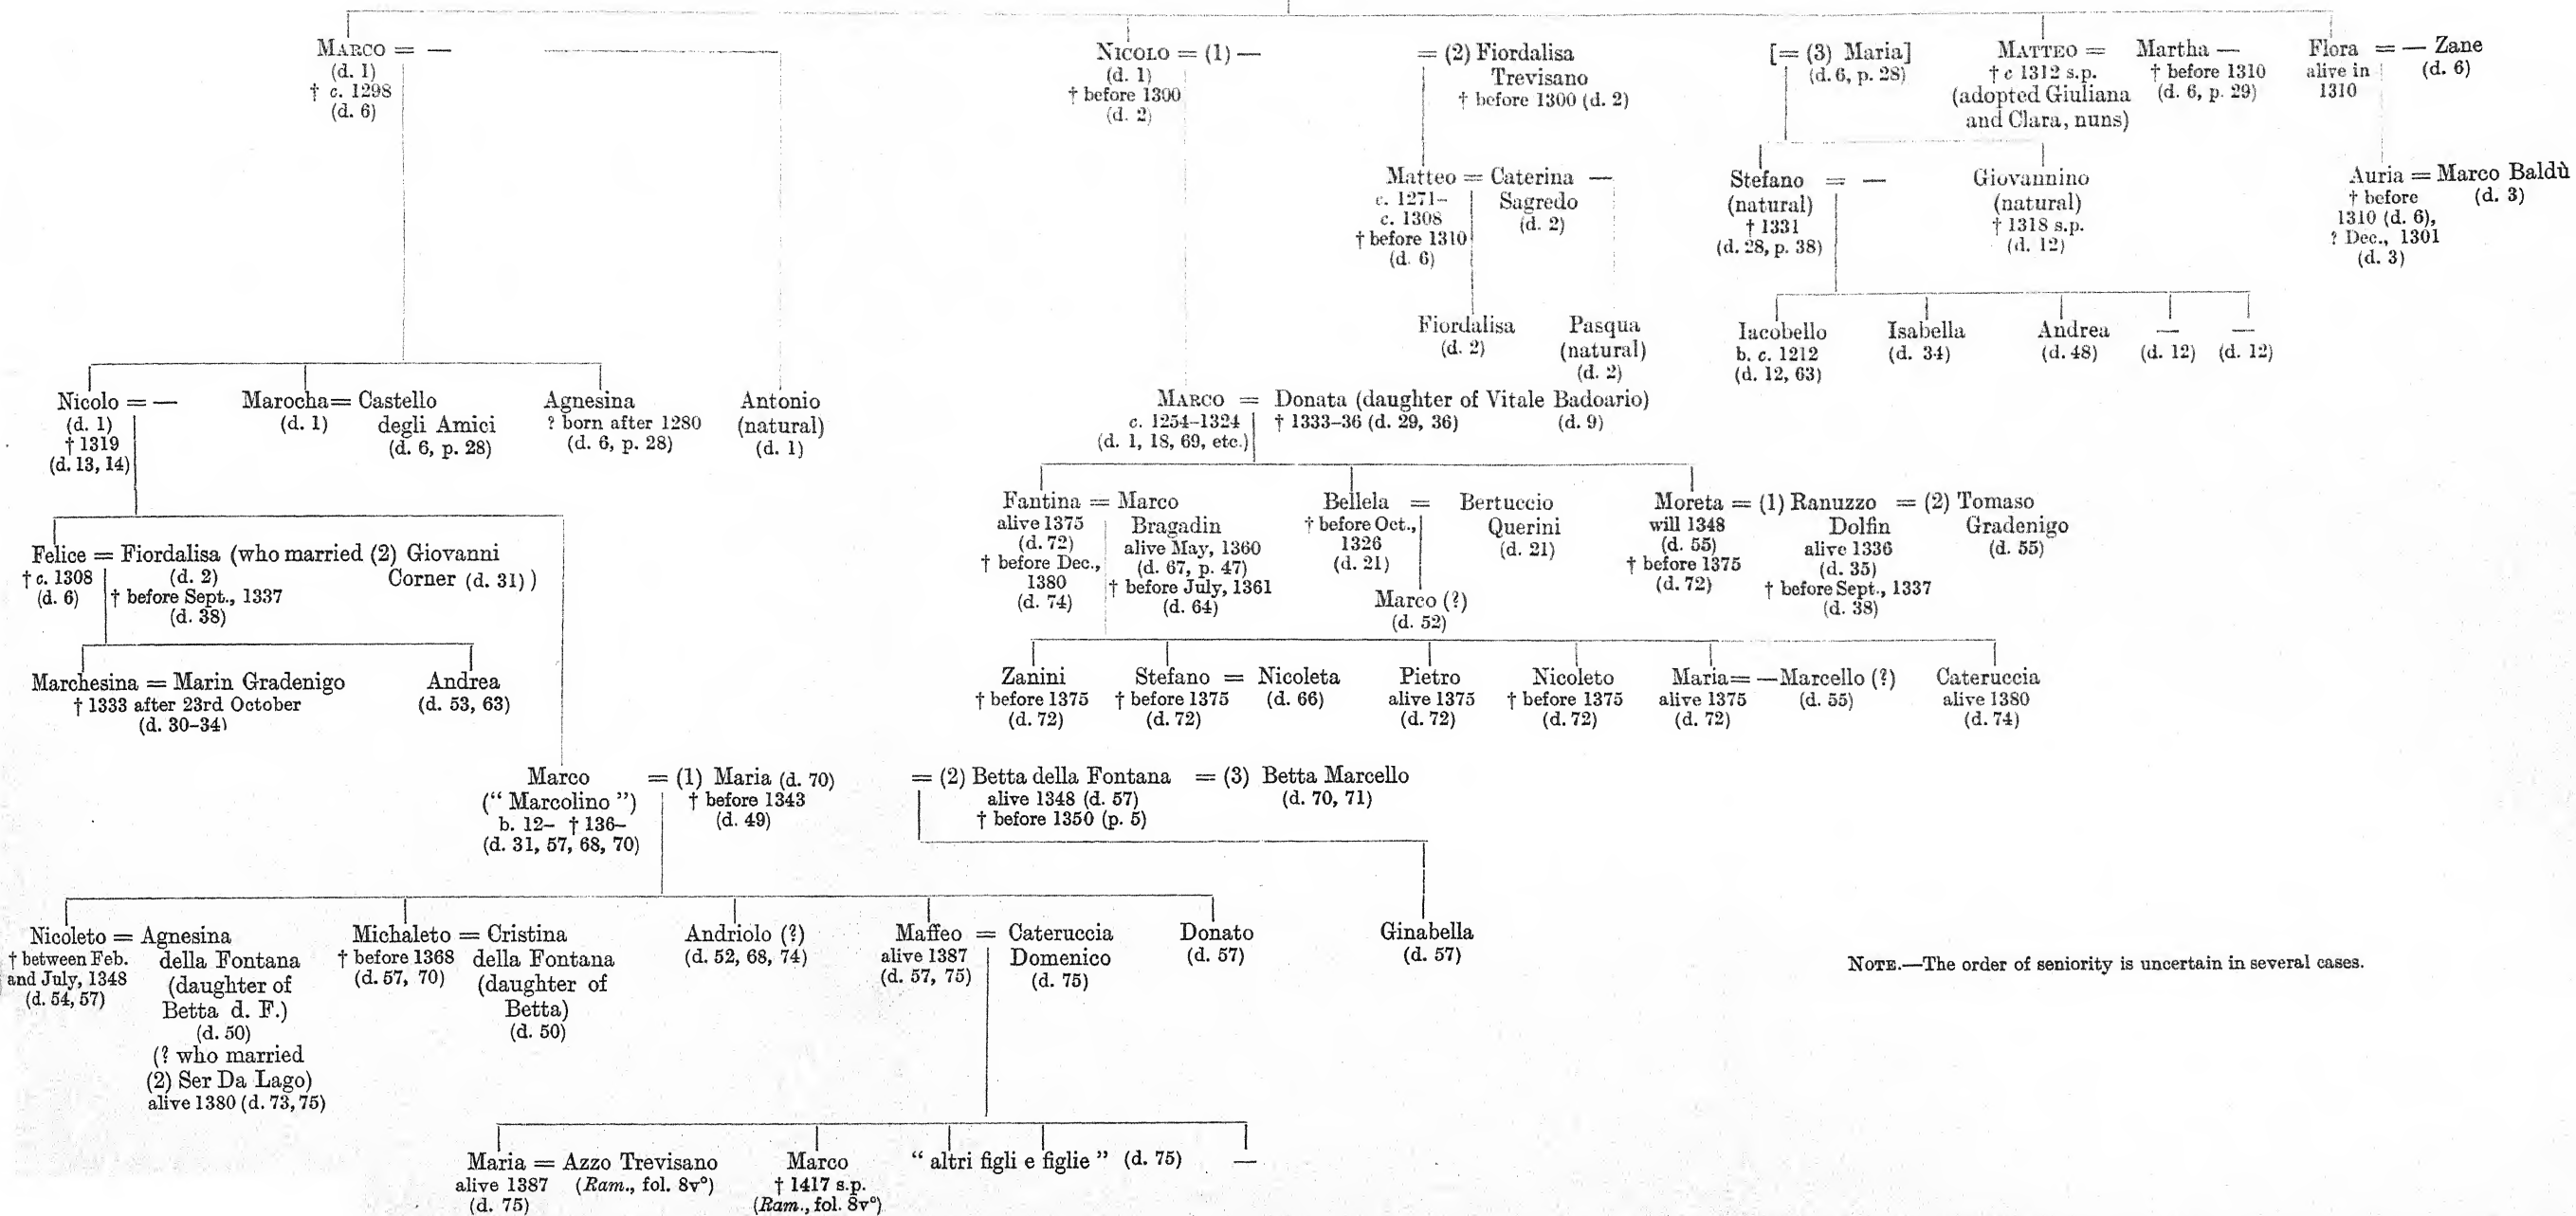 MARCO = —
(d. 1)
† c. 1298
(d. 6)
NICOLO = (1) —
(d. 1)
† before 1300
(d. 2)
= (2) Fiordalisa
Trevisano
† before 1300 (d. 2)
[= (3) Maria]
(d. 6, p. 28)
MATTEO =
† c 1312 s.p.
(adopted Giuliana
and Clara, nuns)
Martha —
† before 1310
(d. 6, p. 29)
Flora = — Zane
alive in
1310
(d. 6)
Matteo = Caterina —
c. 1271–
c. 1308
† before 1310
(d. 6)
Sagredo
(d. 2)
Stefano = —
(natural)
† 1331
(d. 28, p. 38)
Giovannino
(natural)
† 1318 s.p.
(d. 12)
Auria = Marco Baldù
† before
1310 (d. 6),
? Dec., 1301
(d. 3)
(d. 3)
Fiordalisa
(d. 2)
Pasqua
(natural)
(d. 2)
Iacobello
b. c. 1212
(d. 12, 63)
Isabella
(d. 34)
Andrea
(d. 48)
—
(d. 12)
—
(d. 12)
Nicolo = —
(d. 1)
† 1319
(d. 13, 14)
Marocha = Castello
(d. 1)
degli Amici
(d. 6, p. 28)
Agnesina
? born after 1280
(d. 6, p. 28)
Antonio
(natural)
(d. 1)
MARCO = Donata (daughter of Vitale Badoario)
c. 1254–1324
(d. 1, 18, 69, etc.)
† 1333–36 (d. 29, 36)
(d. 9)
Fantina = Marco
alive 1375
(d. 72)
† before Dec.,
1380
(d. 74)
Bragadin
alive May, 1360
(d. 67, p. 47)
† before July, 1361
(d. 64)
Bellela = Bertuccio
† before Oct.,
1326
(d. 21)
Querini
(d. 21)
Marco (?)
(d. 52)
Moreta = (1) Ranuzzo = (2) Tomaso
will 1348
(d. 55)
† before 1375
(d. 72)
Dolfin
alive 1336
(d. 35)
† before Sept., 1337
(d. 38)
Gradenigo
(d. 55)
Felice = Fiordalisa (who married (2) Giovanni
† c. 1308
(d. 6)
(d. 2)
† before Sept., 1337
(d. 38)
Corner (d. 31) )
Marchesina = Marin Gradenigo
† 1333 after 23rd October
(d. 30–34)
Andrea
(d. 53, 63)
Zanini
† before 1375
(d. 72)
Stefano = Nicoleta
† before 1375
(d. 72)
(d. 66)
Pietro
alive 1375
(d. 72)
Nicoleto
† before 1375
(d. 72)
Maria = — Marcello (?)
alive 1375
(d. 72)
(d. 55)
Cateruccia
alive 1380
(d. 74)
Marco
(“ Marcolino ”)
b. 12– † 136–
(d. 31, 57, 68, 70)
= (1) Maria (d. 70)
† before 1343
(d. 49)
= (2) Betta della Fontana = (3) Betta Marcello
alive 1348 (d. 57)
† before 1350 (p. 5)
(d. 70, 71)
Nicoleto = Agnesina
† between Feb.
and July, 1348
(d. 54, 57)
della Fontana
(daughter of
Betta d. F.)
(d. 50)
(? who married
(2) Ser Da Lago)
alive 1380 (d. 73, 75)
Michaleto = Cristina
† before 1368
(d. 57, 70)
della Fontana
(daughter of
Betta)
(d. 50)
Andriolo (?)
(d. 52, 68, 74)
Maffeo = Cateruccia
alive 1387
(d. 57, 75)
Domenico
(d. 75)
Donato
(d. 57)
Ginabella
(d. 57)
NOTE.—The order of seniority is uncertain in several cases.
Maria = Azzo Trevisano
alive 1387
(d. 75)
(Ram., fol. 8v°)
Marco
† 1417 s.p.
(Ram., fol. 8v°)
“ altri figli e figlie ” (d. 75) —